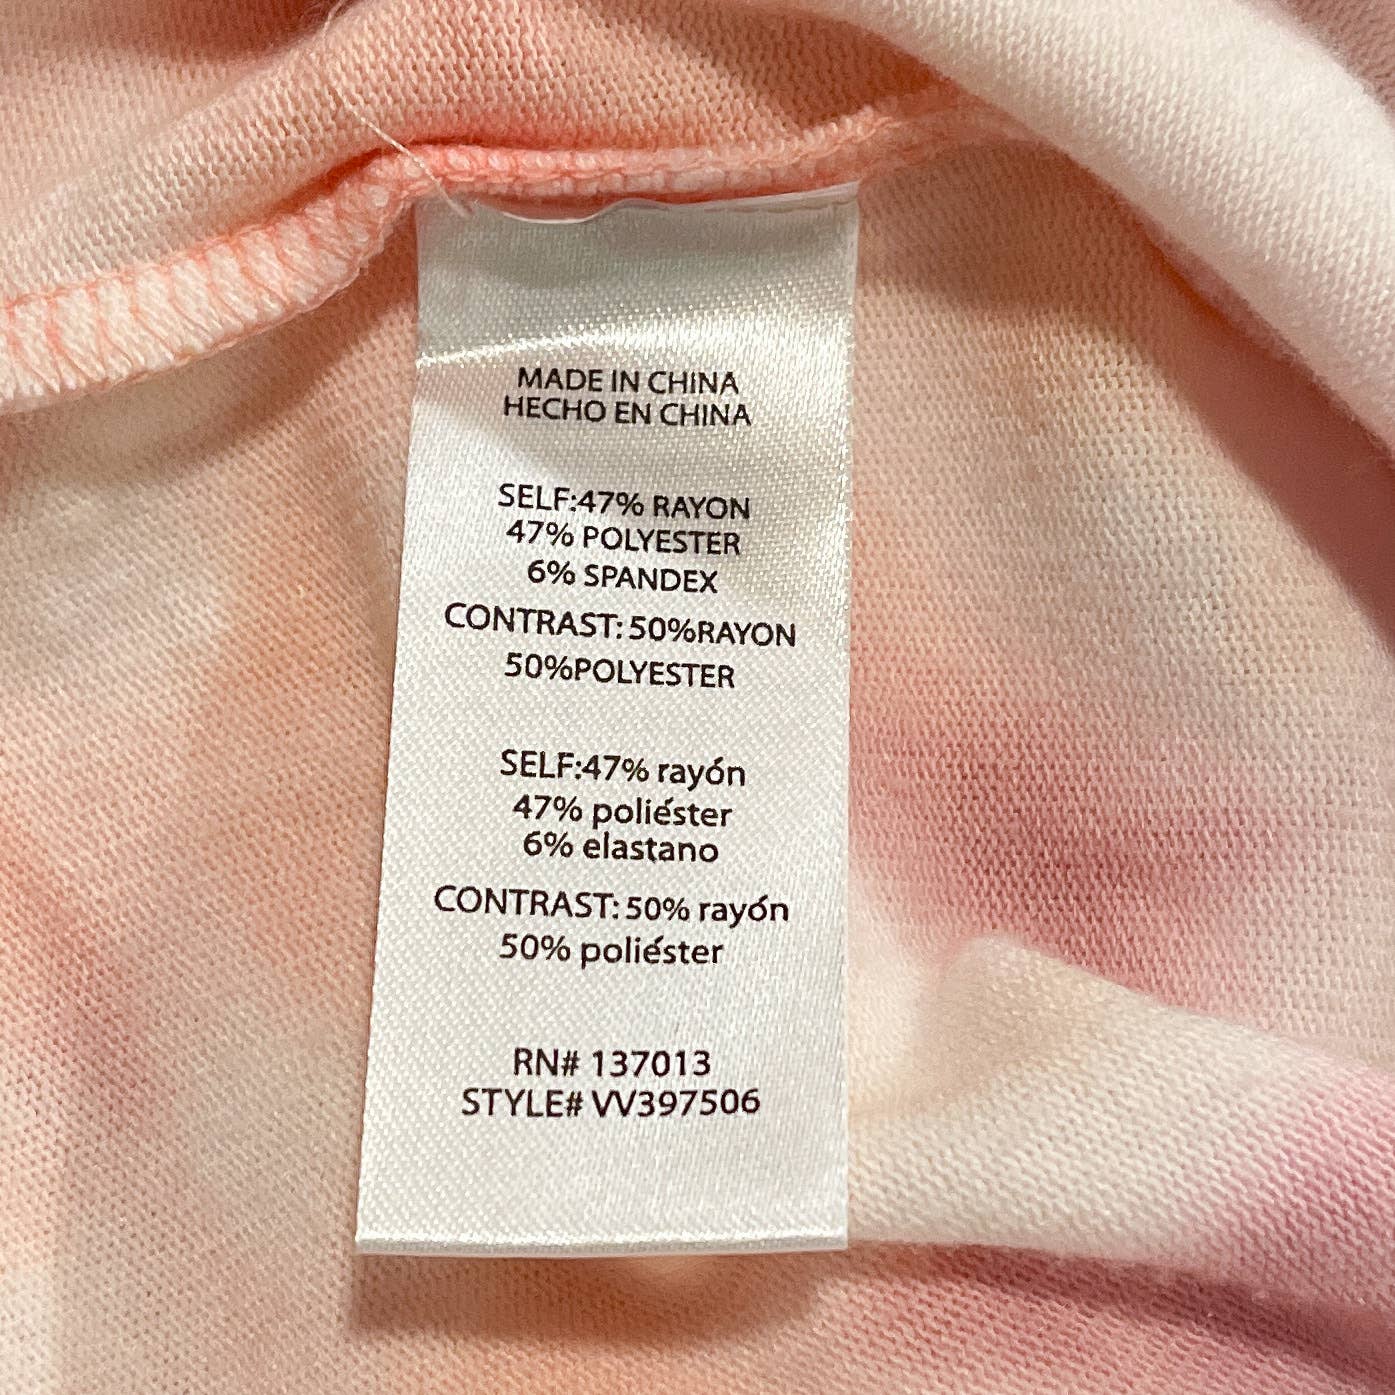 MADE IN CHINA
HECHO EN CHINA
SELF:47% RAYON
47% POLYESTER
6% SPANDEX
CONTRAST: 50%RAYON
50%POLYESTER
SELF:47% rayón
47% poliéster
6% elastano
CONTRAST: 50% rayón
50% poliéster
RN# 137013
STYLE# VV397506